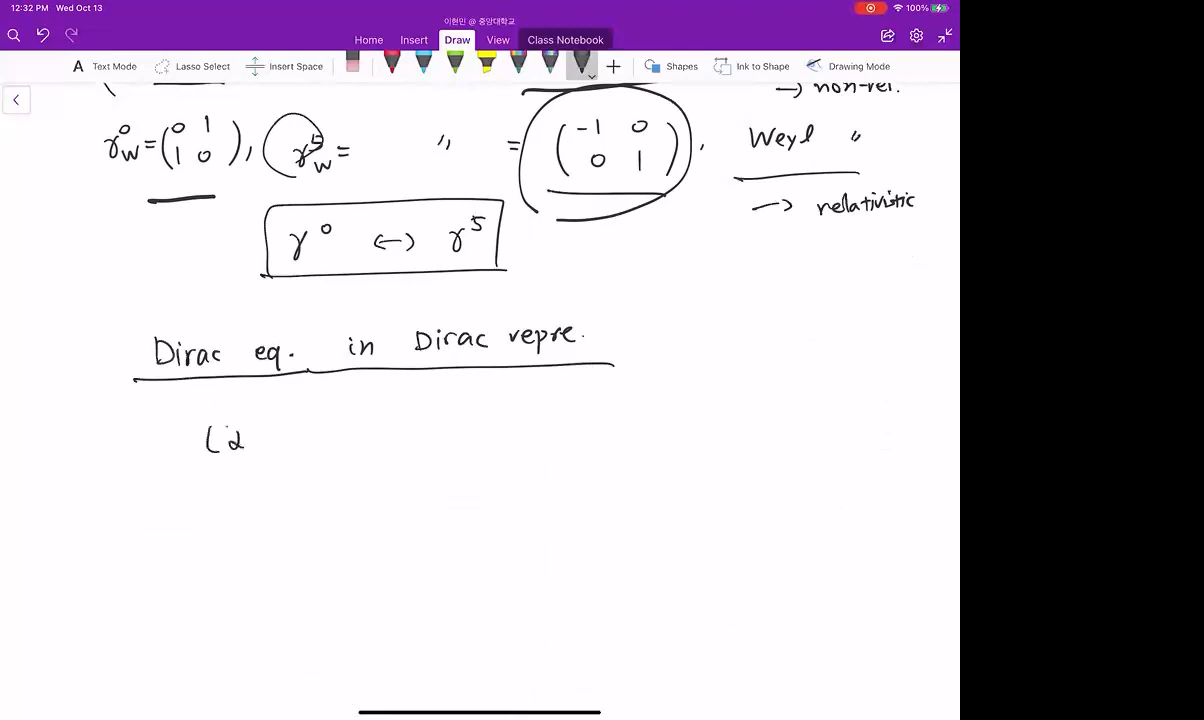 12:32 PM Wed Oct 13
100%
이현민 @ 중앙대학교
Home Insert Draw View Class Notebook
Text Mode Lasso Select Insert Space Shapes Ink to Shape Drawing Mode
→ non-rel.
γ⁰_W = (0 1; 1 0), γ⁵_W = 〃 = (-1 0; 0 1), Weyl 〃
→ relativistic
γ⁰ ↔ γ⁵
Dirac eq. in Dirac repre.
(i